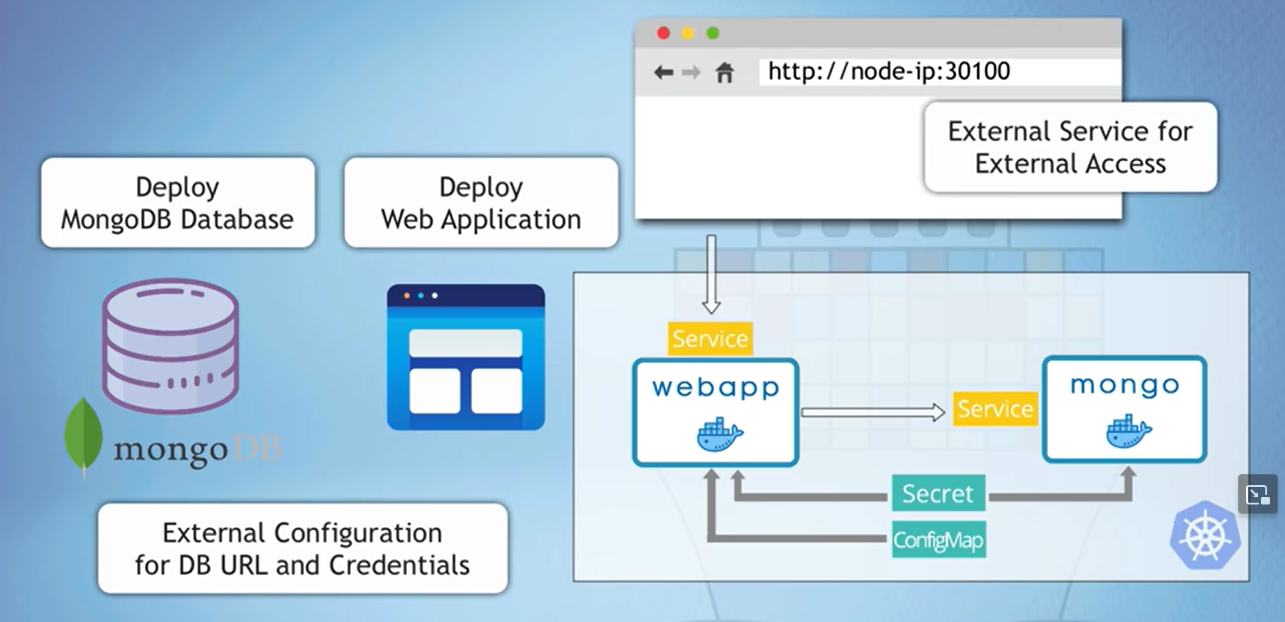 http://node-ip:30100
External Service for
External Access
Deploy
MongoDB Database
Deploy
Web Application
mongoDB
External Configuration
for DB URL and Credentials
Service
webapp
Service
mongo
Secret
ConfigMap